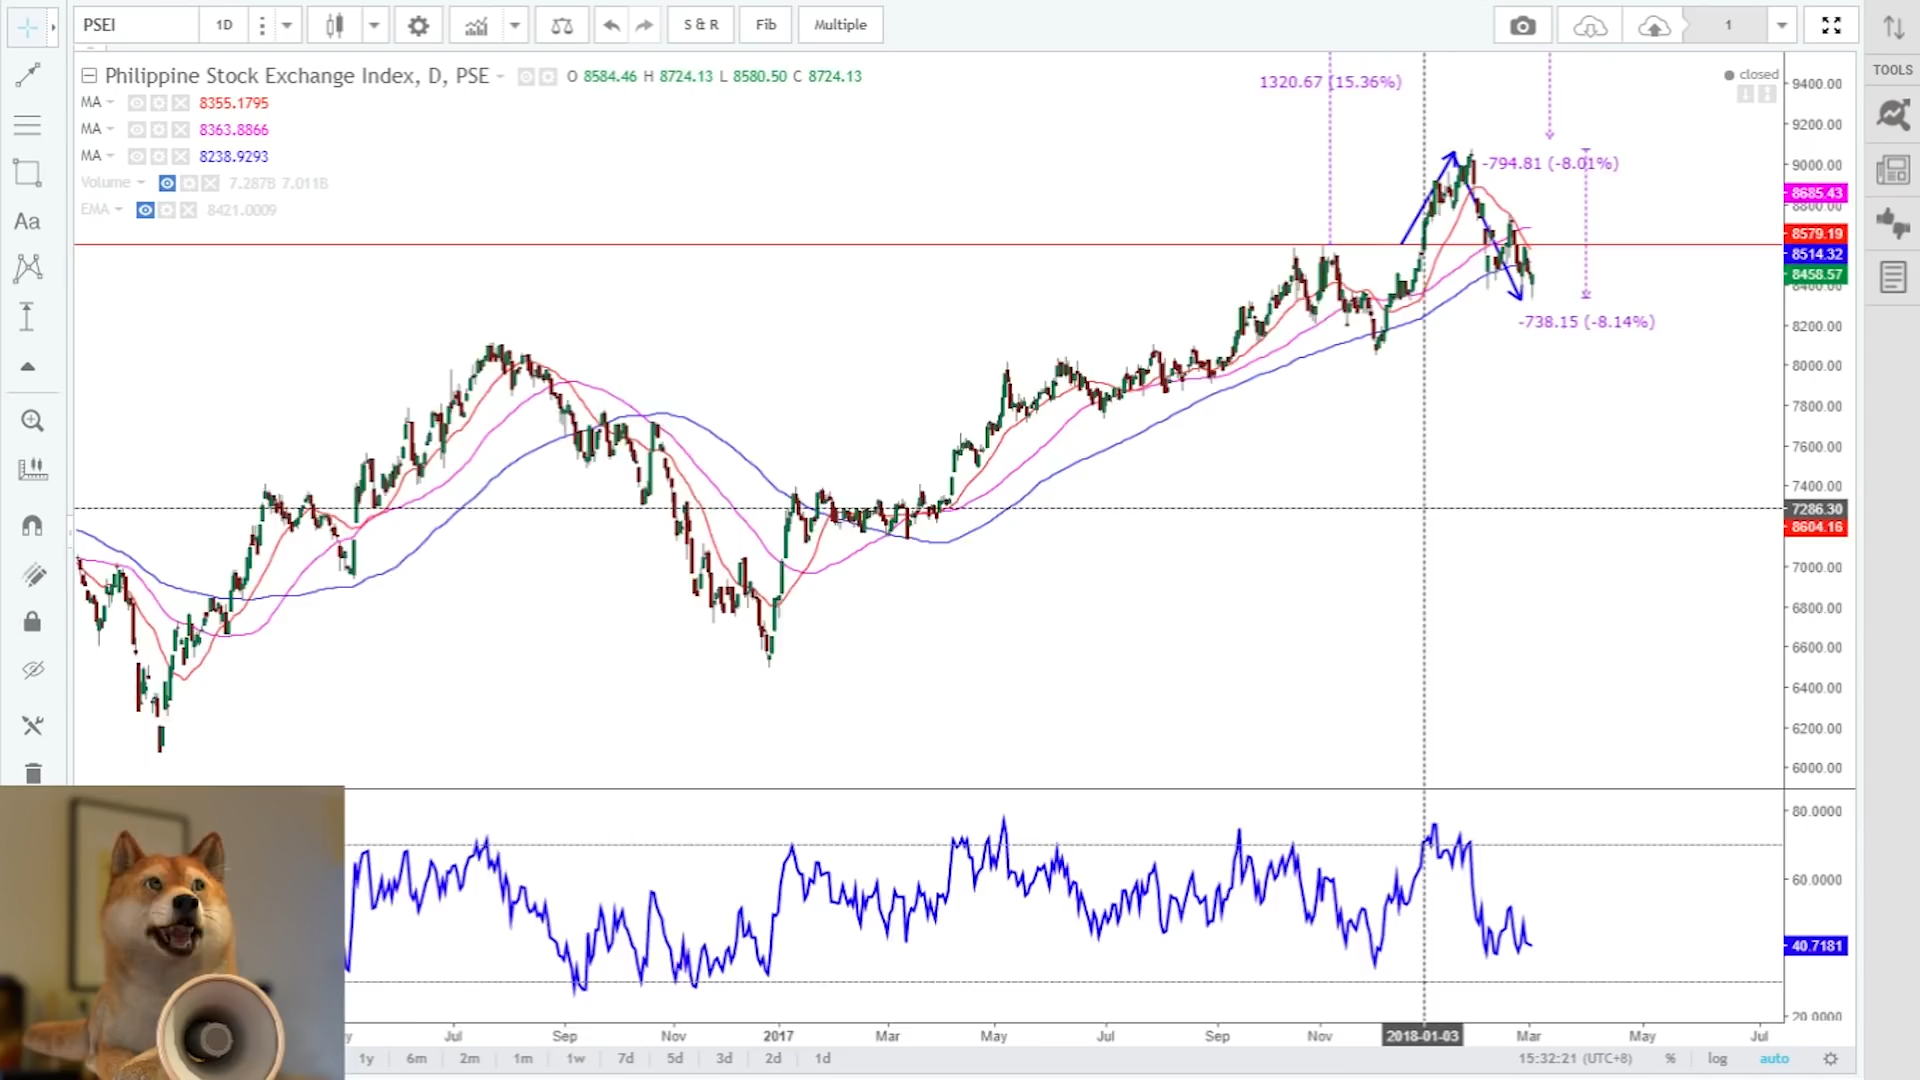 PSEI 1D S & R Fib Multiple 1
TOOLS
Philippine Stock Exchange Index, D, PSE O 8584.46 H 8724.13 L 8580.50 C 8724.13
closed
MA 8355.1795
MA 8363.8866
MA 8238.9293
Volume 7.287B 7.011B
EMA 8421.0009
Aa
1320.67 (15.36%)
-794.81 (-8.01%)
-738.15 (-8.14%)
9400.00
9200.00
9000.00
8685.43
8800.00
8579.19
8514.32
8458.57
8400.00
8200.00
8000.00
7800.00
7600.00
7400.00
7286.30
8604.16
7000.00
6800.00
6600.00
6400.00
6200.00
6000.00
80.0000
60.0000
40.7181
20.0000
Jul Sep Nov 2017 Mar May Jul Sep Nov 2018-01-03 Mar May Jul
1y 6m 2m 1m 1w 7d 5d 3d 2d 1d 15:32:21 (UTC+8) % log auto